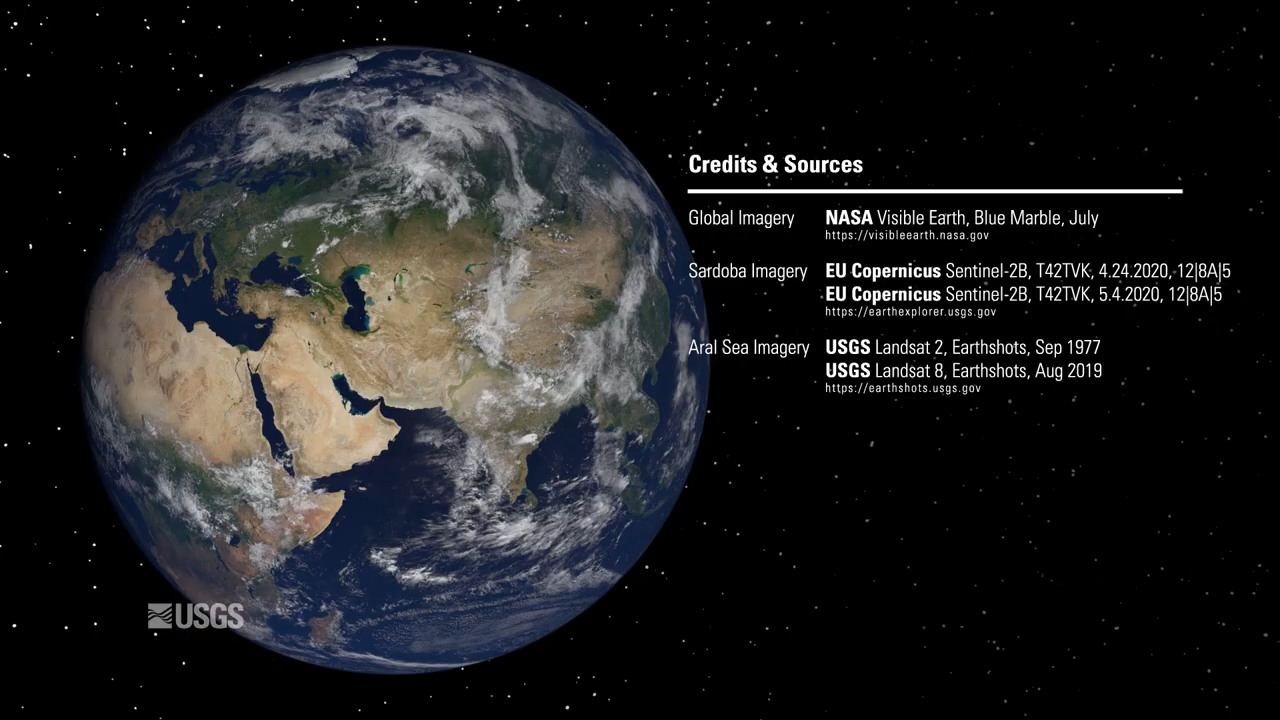 Credits & Sources
Global Imagery NASA Visible Earth, Blue Marble, July
https://visibleearth.nasa.gov
Sardoba Imagery EU Copernicus Sentinel-2B, T42TVK, 4.24.2020, 12|8A|5
EU Copernicus Sentinel-2B, T42TVK, 5.4.2020, 12|8A|5
https://earthexplorer.usgs.gov
Aral Sea Imagery USGS Landsat 2, Earthshots, Sep 1977
USGS Landsat 8, Earthshots, Aug 2019
https://earthshots.usgs.gov
USGS